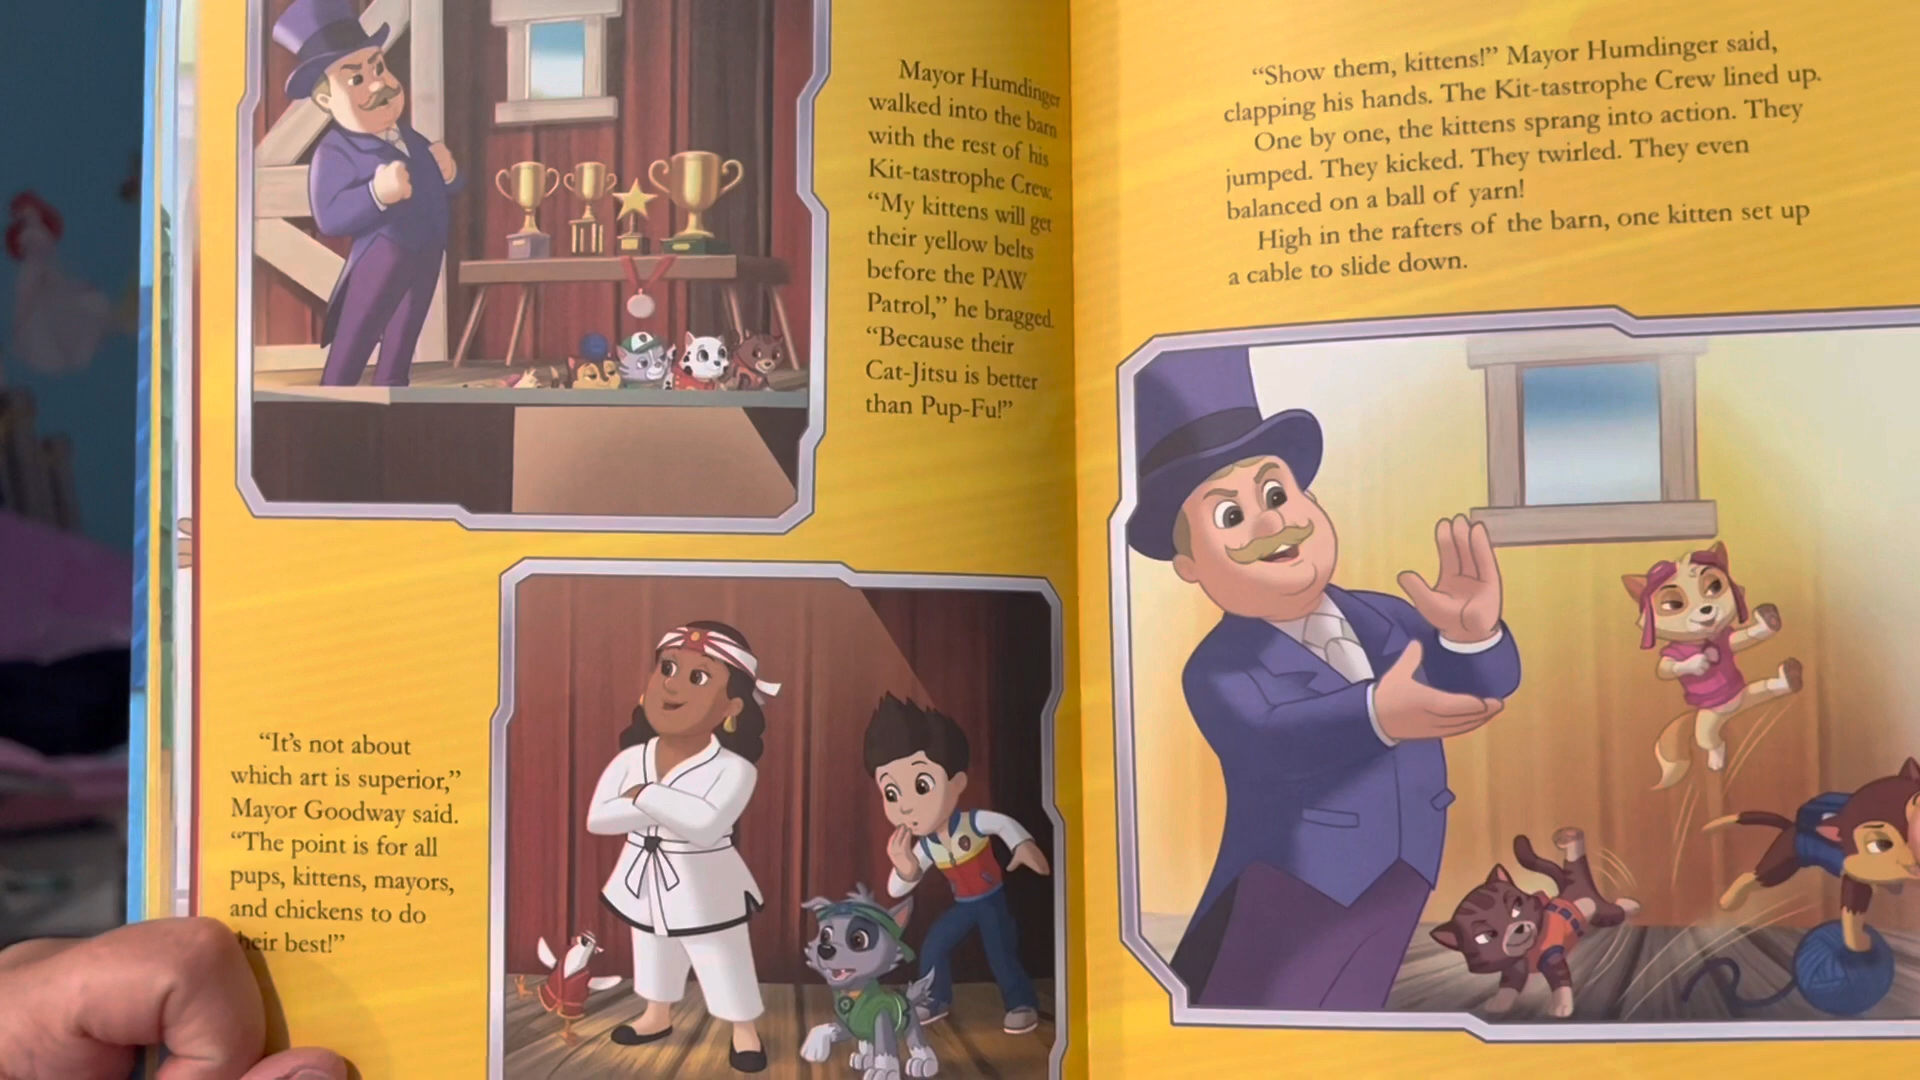 Mayor Humdinger
walked into the barn
with the rest of his
Kit-tastrophe Crew.
“My kittens will get
their yellow belts
before the PAW
Patrol,” he bragged.
“Because their
Cat-Jitsu is better
than Pup-Fu!”
“It’s not about
which art is superior,”
Mayor Goodway said.
“The point is for all
pups, kittens, mayors,
and chickens to do
their best!”
“Show them, kittens!” Mayor Humdinger said,
clapping his hands. The Kit-tastrophe Crew lined up.
One by one, the kittens sprang into action. They
jumped. They kicked. They twirled. They even
balanced on a ball of yarn!
High in the rafters of the barn, one kitten set up
a cable to slide down.